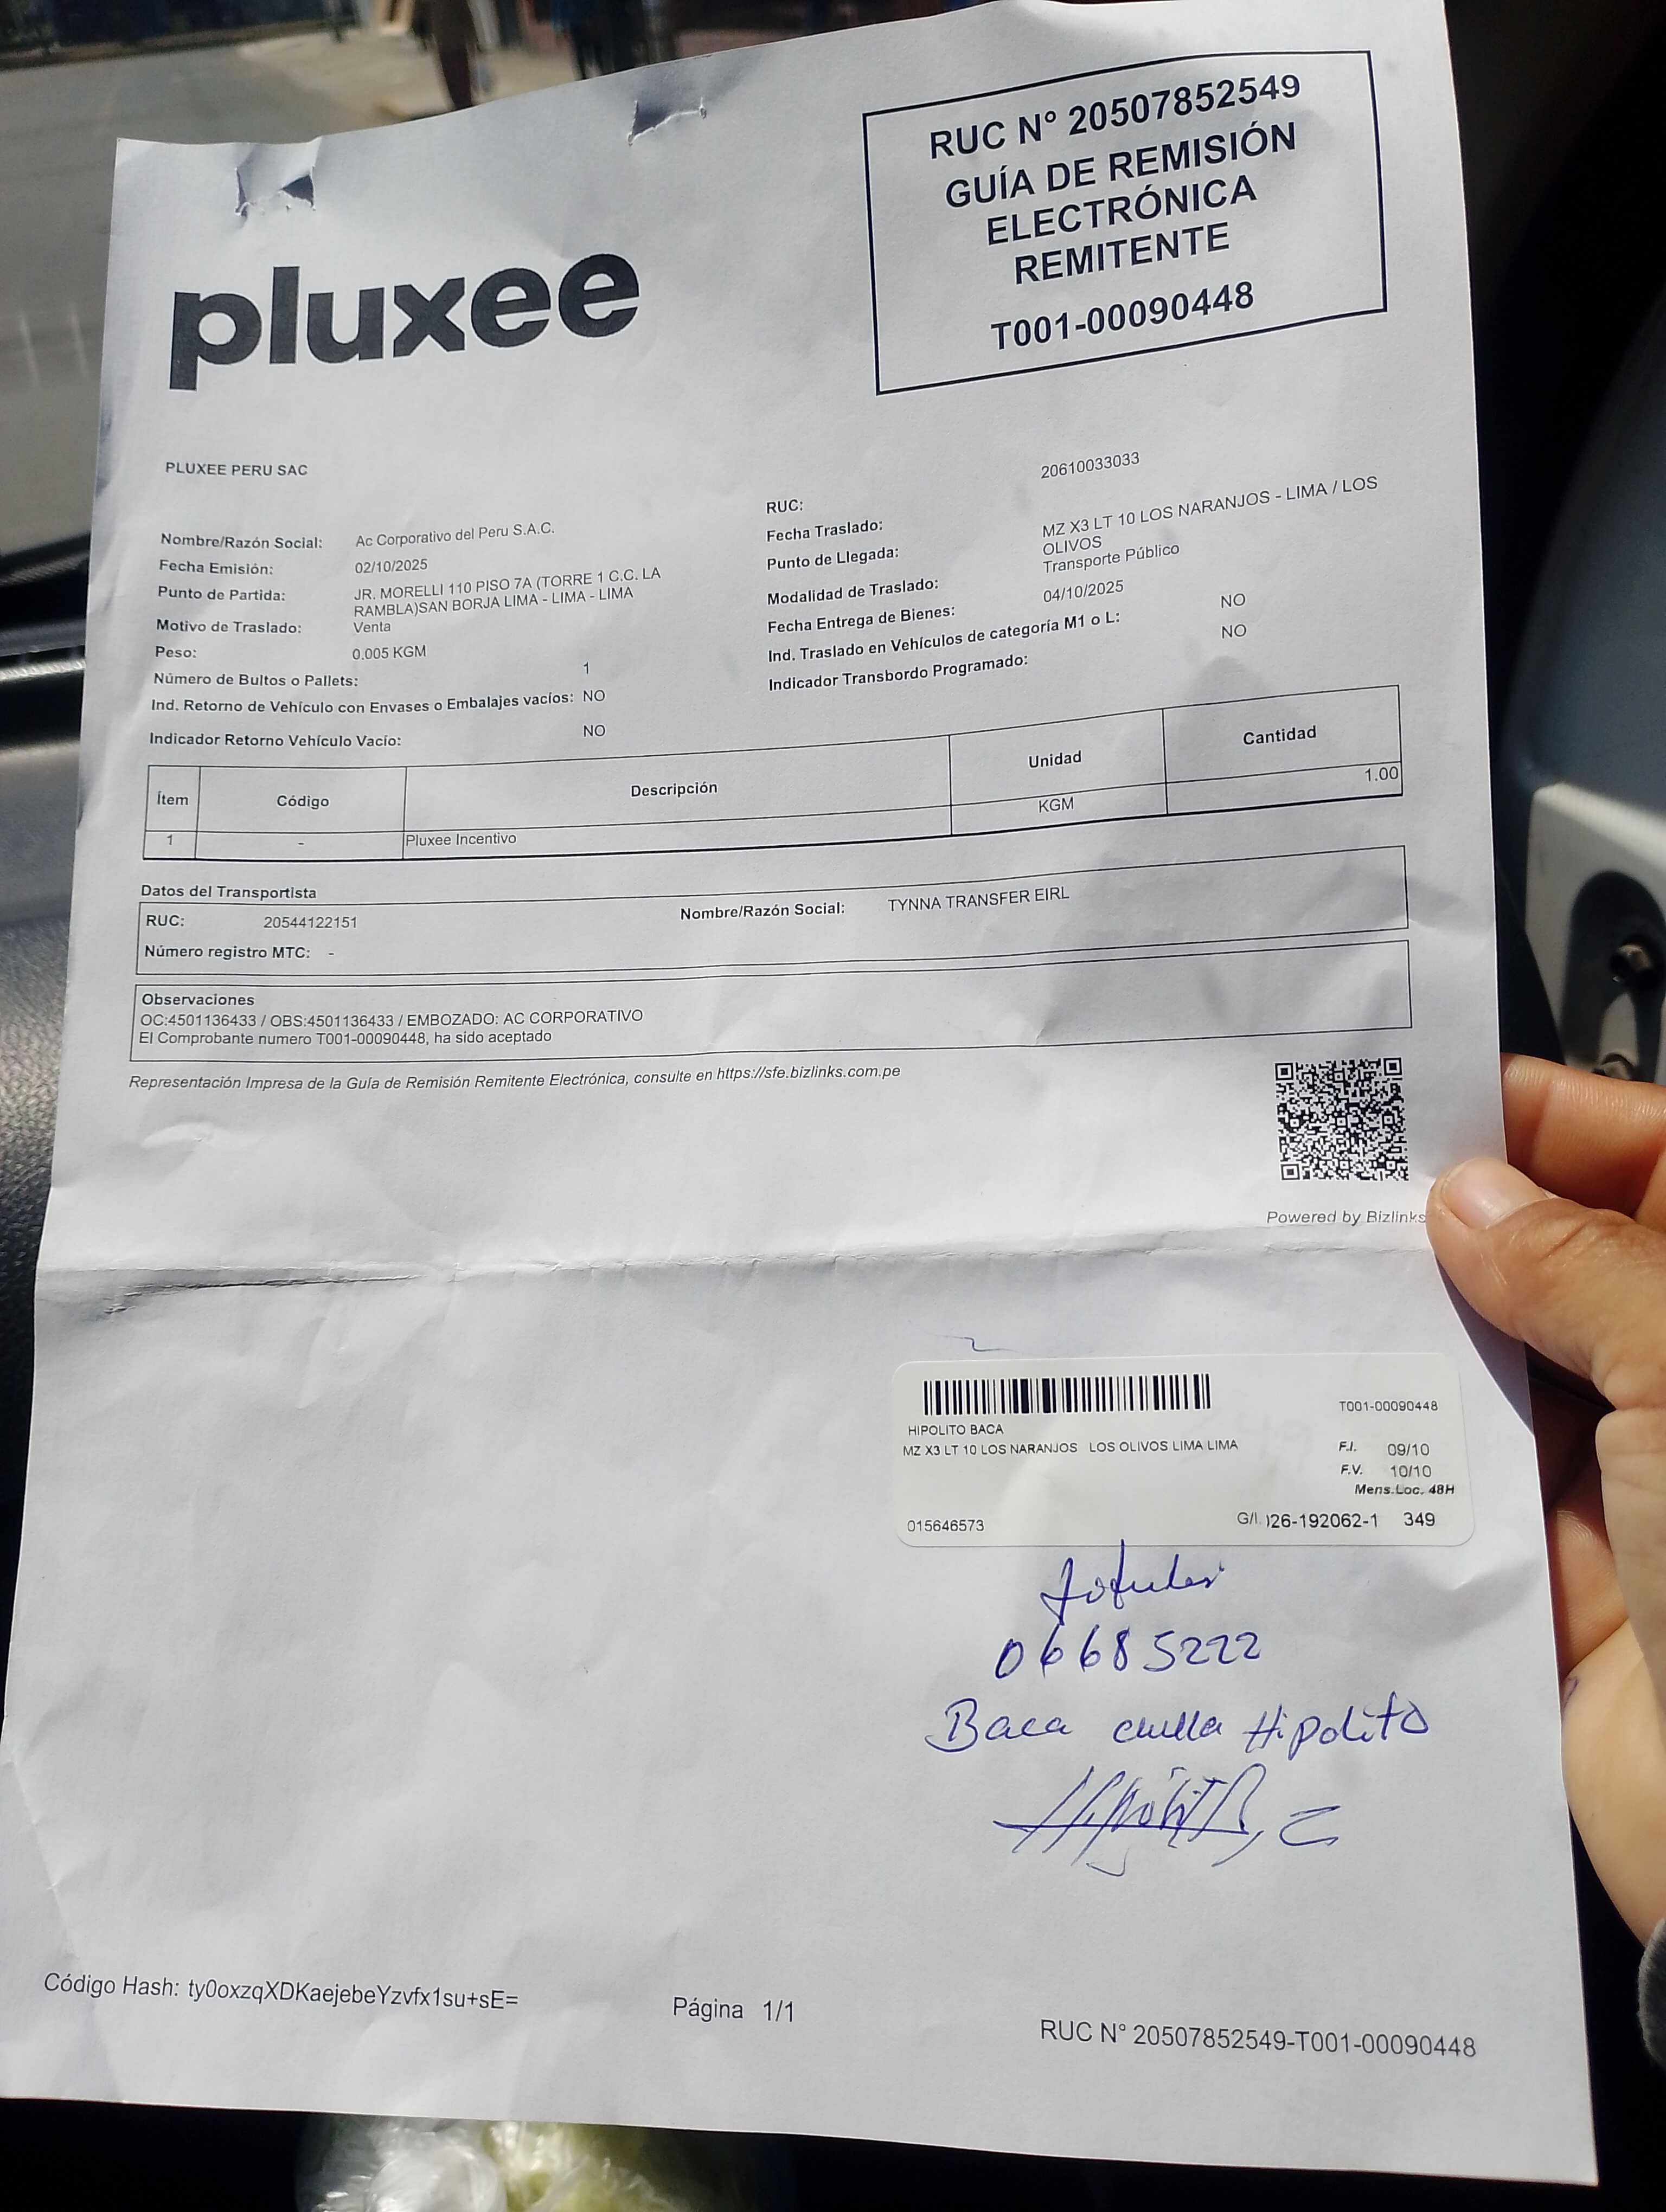 RUC N° 20507852549
GUÍA DE REMISIÓN
ELECTRÓNICA
REMITENTE
T001-00090448
pluxee
PLUXEE PERU SAC
Nombre/Razón Social: Ac Corporativo del Peru S.A.C.
Fecha Emisión: 02/10/2025
Punto de Partida: JR. MORELLI 110 PISO 7A (TORRE 1 C.C. LA
RAMBLA)SAN BORJA LIMA - LIMA - LIMA
Motivo de Traslado: Venta
Peso: 0.005 KGM
Número de Bultos o Pallets: 1
Ind. Retorno de Vehículo con Envases o Embalajes vacíos: NO
Indicador Retorno Vehículo Vacío: NO
RUC: 20610033033
Fecha Traslado:
Punto de Llegada: MZ X3 LT 10 LOS NARANJOS - LIMA / LOS
OLIVOS
Modalidad de Traslado: Transporte Público
Fecha Entrega de Bienes: 04/10/2025
Ind. Traslado en Vehículos de categoría M1 o L: NO
Indicador Transbordo Programado: NO
Ítem Código Descripción Unidad Cantidad
1 - Pluxee Incentivo KGM 1.00
Datos del Transportista
RUC: 20544122151 Nombre/Razón Social: TYNNA TRANSFER EIRL
Número registro MTC: -
Observaciones
OC:4501136433 / OBS:4501136433 / EMBOZADO: AC CORPORATIVO
El Comprobante numero T001-00090448, ha sido aceptado
Representación Impresa de la Guía de Remisión Remitente Electrónica, consulte en https://sfe.bizlinks.com.pe
Powered by Bizlinks
T001-00090448
HIPOLITO BACA
MZ X3 LT 10 LOS NARANJOS LOS OLIVOS LIMA LIMA
F.I. 09/10
F.V. 10/10
Mens.Loc. 48H
015646573 G/I. 26-192062-1 349
06685222
Baca Hipolito
Código Hash: ty0oxzqXDKaejebeYzvfx1su+sE=
Página 1/1
RUC N° 20507852549-T001-00090448